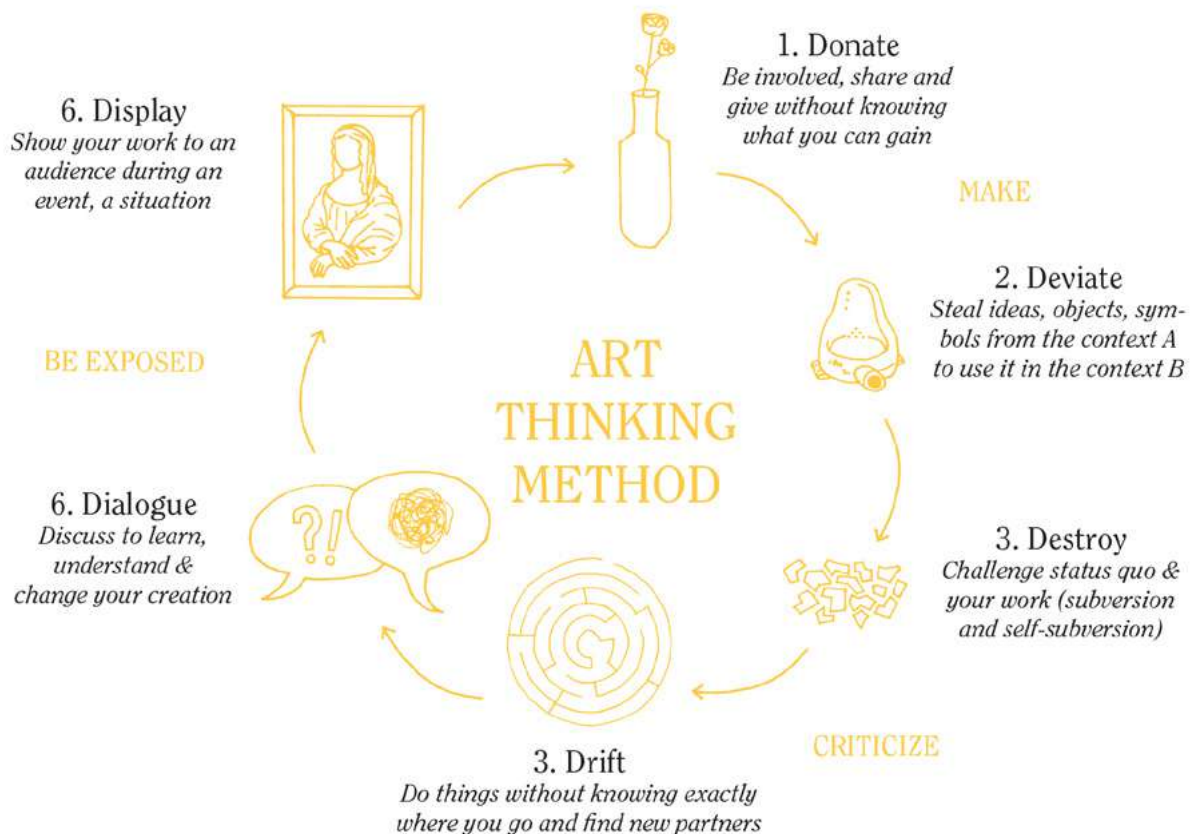 1. Donate
Be involved, share and
give without knowing
what you can gain
MAKE
2. Deviate
Steal ideas, objects, sym-
bols from the context A
to use it in the context B
3. Destroy
Challenge status quo &
your work (subversion
and self-subversion)
CRITICIZE
3. Drift
Do things without knowing exactly
where you go and find new partners
6. Dialogue
Discuss to learn,
understand &
change your creation
?!
BE EXPOSED
6. Display
Show your work to an
audience during an
event, a situation
ART
THINKING
METHOD